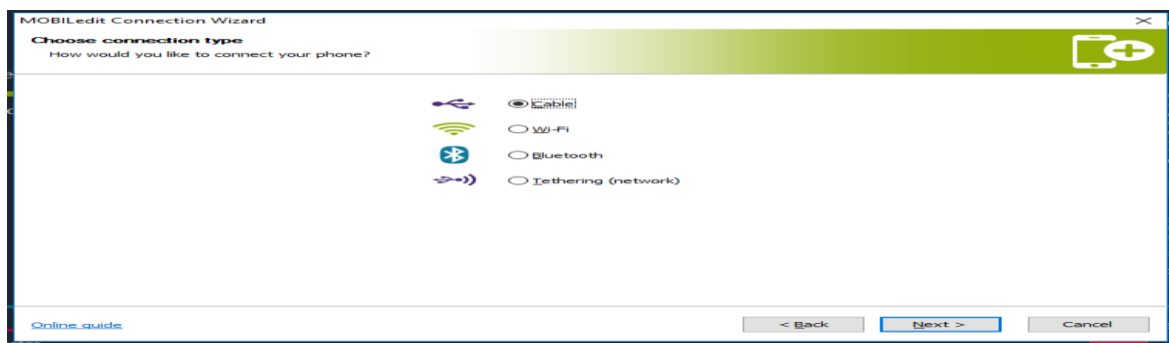 MOBILedit Connection Wizard
Choose connection type
How would you like to connect your phone?
Cable
Wi-Fi
Bluetooth
Tethering (network)
Online guide
< Back
Next >
Cancel